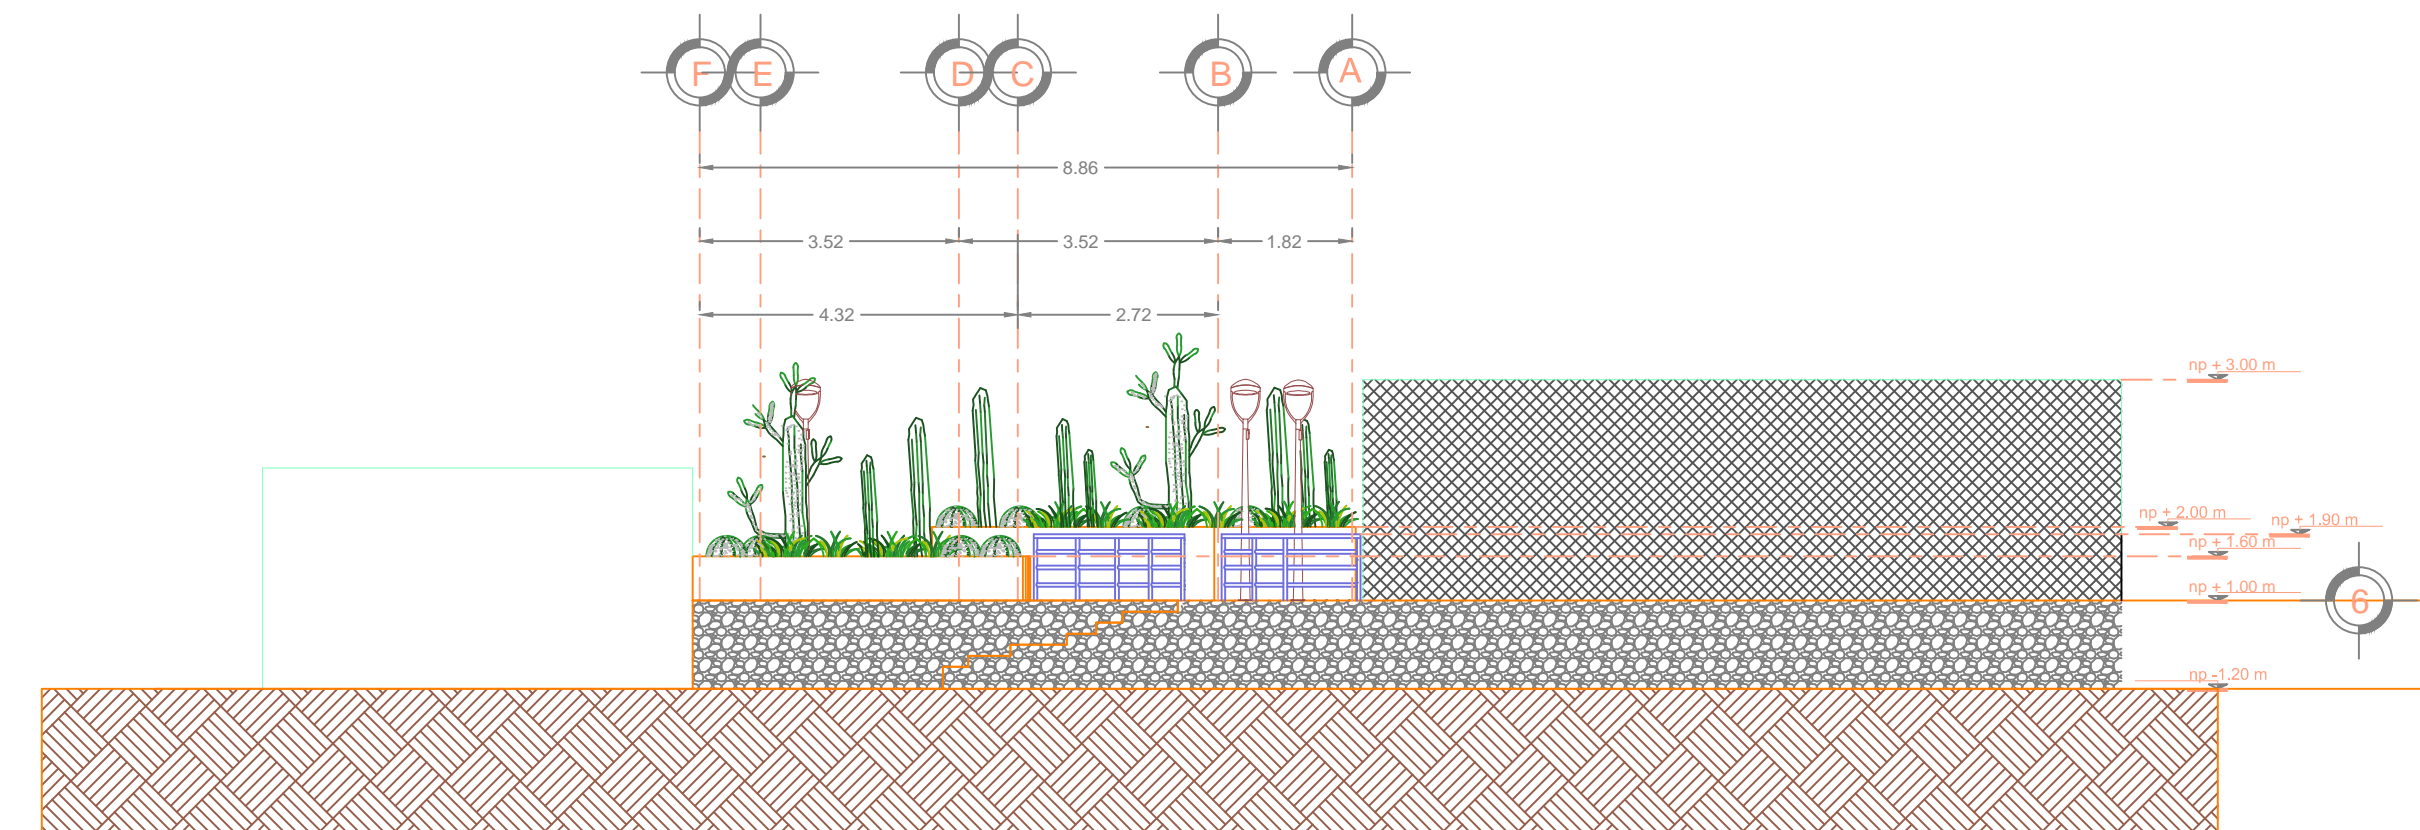 F E D C B A
8.86
3.52 3.52 1.82
4.32 2.72
np + 3.00 m
np + 2.00 m
np + 1.90 m
np + 1.60 m
np + 1.00 m
6
np -1.20 m